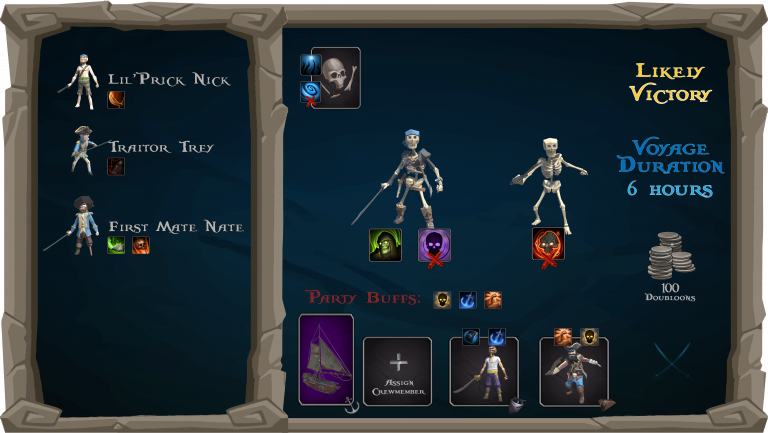 Lil'Prick Nick
Traitor Trey
First Mate Nate
Likely
Victory
Voyage
Duration
6 hours
100
Doubloons
Party Buffs:
Assign
Crewmember